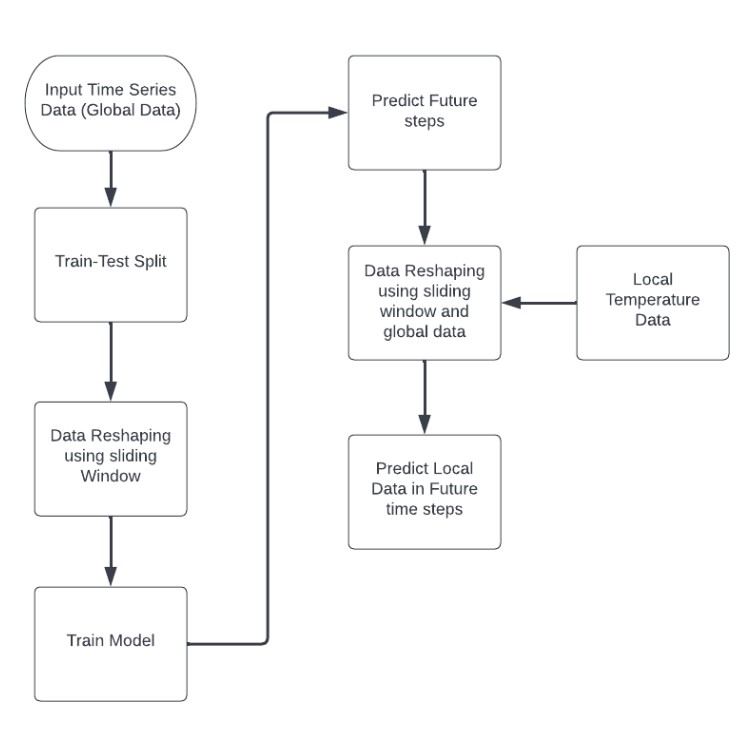 Input Time Series
Data (Global Data)
Train-Test Split
Data Reshaping
using sliding
Window
Train Model
Predict Future
steps
Data Reshaping
using sliding
window and
global data
Local
Temperature
Data
Predict Local
Data in Future
time steps